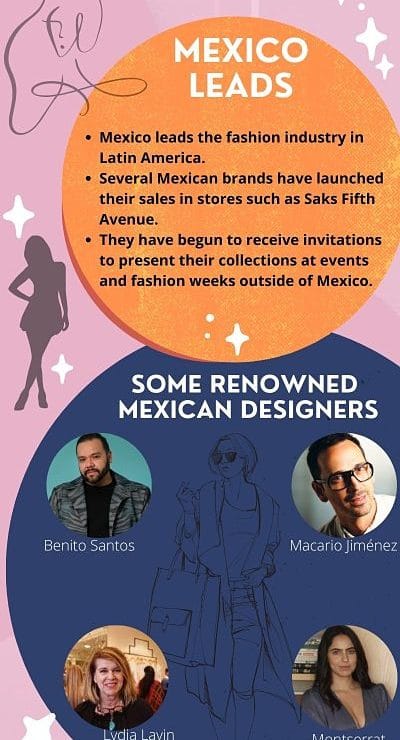 F.W
MEXICO
LEADS
• Mexico leads the fashion industry in
Latin America.
• Several Mexican brands have launched
their sales in stores such as Saks Fifth
Avenue.
• They have begun to receive invitations
to present their collections at events
and fashion weeks outside of Mexico.
SOME RENOWNED
MEXICAN DESIGNERS
Benito Santos
Macario Jiménez
Lydia Lavin
Montserrat